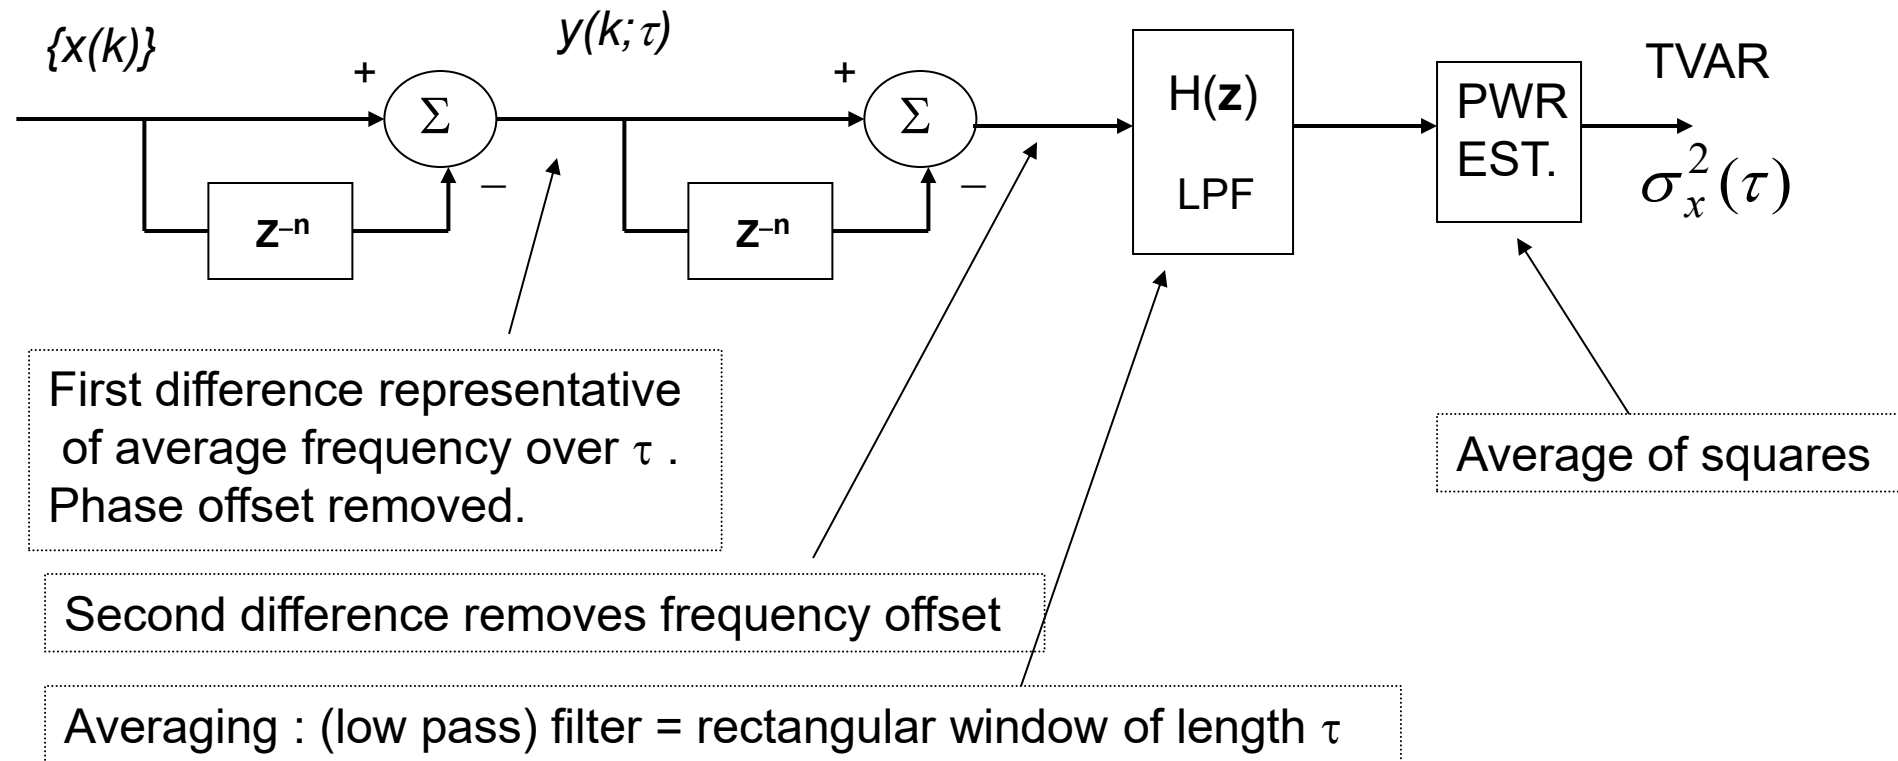 {x(k)}
y(k;τ)
+
Σ
−
z–n
+
Σ
−
z–n
H(z)
LPF
PWR
EST.
TVAR
σ²ₓ(τ)
First difference representative
of average frequency over τ .
Phase offset removed.
Average of squares
Second difference removes frequency offset
Averaging : (low pass) filter = rectangular window of length τ